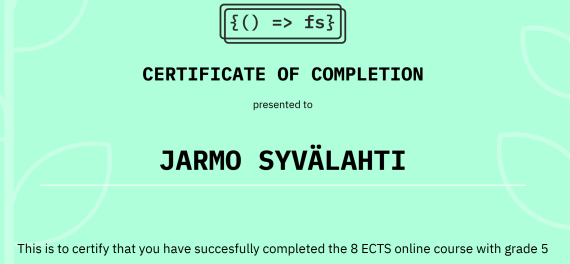 {() => fs}
CERTIFICATE OF COMPLETION
presented to
JARMO SYVÄLAHTI
This is to certify that you have succesfully completed the 8 ECTS online course with grade 5